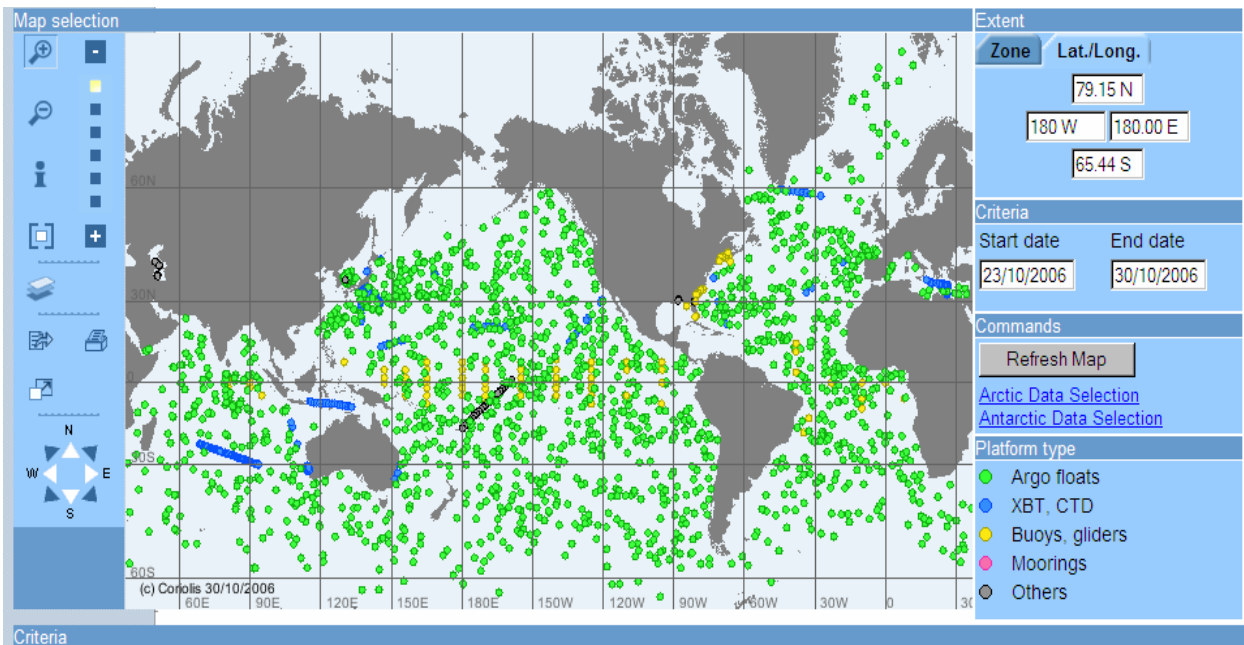 Map selection
Extent
Zone Lat./Long.
79.15 N
180 W 180.00 E
65.44 S
Criteria
Start date End date
23/10/2006 30/10/2006
Commands
Refresh Map
Arctic Data Selection
Antarctic Data Selection
Platform type
Argo floats
XBT, CTD
Buoys, gliders
Moorings
Others
- 
i
+
N
W E
S
60N
30N
0
30S
60S
(c) Coriolis 30/10/2006
60E 90E 120E 150E 180E 150W 120W 90W 60W 30W 0 30
Criteria